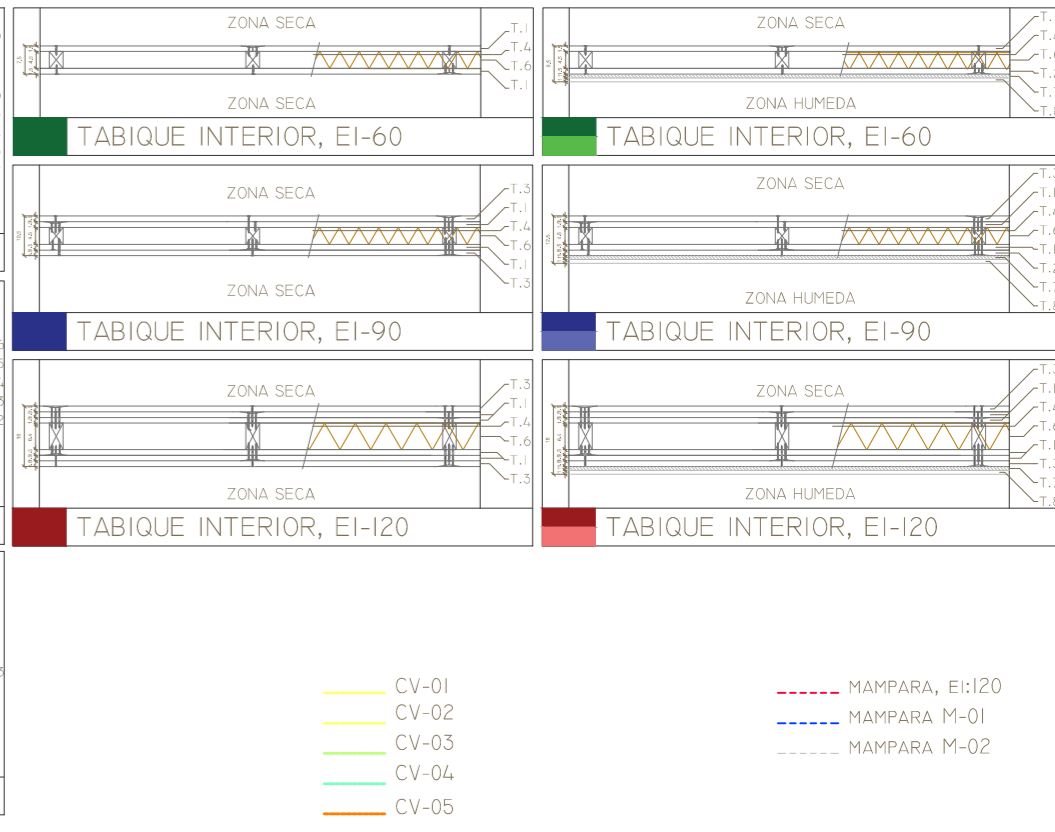 ZONA SECA
T.1
T.4
T.6
T.1
ZONA SECA
TABIQUE INTERIOR, EI-60
ZONA SECA
ZONA HUMEDA
TABIQUE INTERIOR, EI-60
ZONA SECA
T.3
T.1
T.4
T.6
T.1
T.3
ZONA SECA
TABIQUE INTERIOR, EI-90
ZONA SECA
ZONA HUMEDA
TABIQUE INTERIOR, EI-90
ZONA SECA
T.3
T.1
T.4
T.6
T.1
T.3
ZONA SECA
TABIQUE INTERIOR, EI-120
ZONA SECA
ZONA HUMEDA
TABIQUE INTERIOR, EI-120
CV-01
CV-02
CV-03
CV-04
CV-05
MAMPARA, EI:120
MAMPARA M-01
MAMPARA M-02